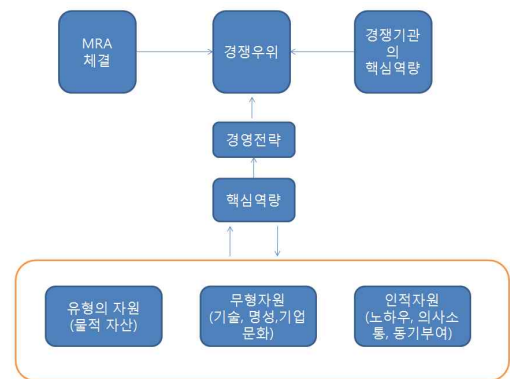 MRA
체결
경쟁우위
경쟁기관
의
핵심역량
경영전략
핵심역량
유형의 자원
(물적 자산)
무형자원
(기술, 명성,기업
문화)
인적자원
(노하우, 의사소
통, 동기부여)